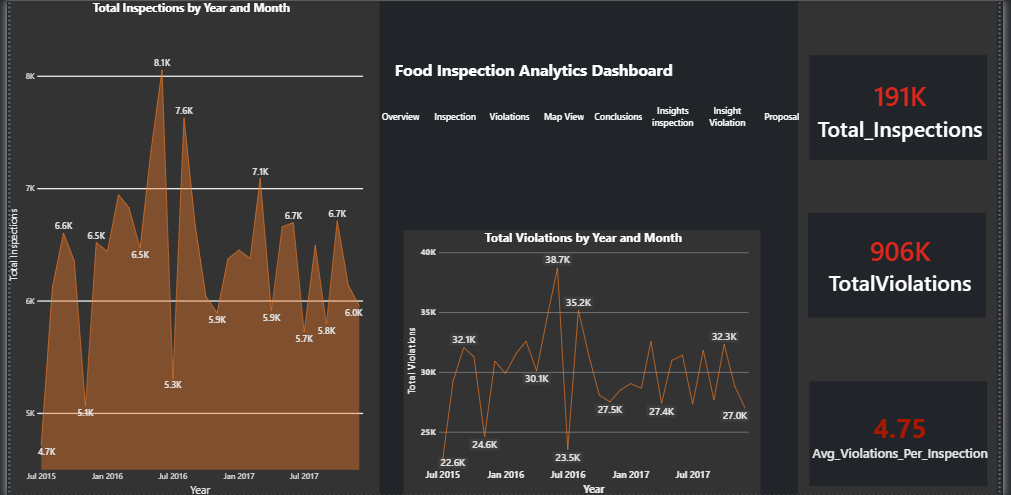 Total Inspections by Year and Month
8K
7K
6K
5K
Total Inspections
4.7K
6.6K
5.1K
6.5K
6.5K
8.1K
5.3K
7.6K
5.9K
7.1K
5.9K
6.7K
5.7K
5.8K
6.7K
6.0K
Jul 2015
Jan 2016
Jul 2016
Jan 2017
Jul 2017
Year
Food Inspection Analytics Dashboard
Overview
Inspection
Violations
Map View
Conclusions
Insights
inspection
Insight
Violation
Proposal
Total Violations by Year and Month
40K
35K
30K
25K
Total Violations
22.6K
32.1K
24.6K
30.1K
38.7K
23.5K
35.2K
27.5K
27.4K
32.3K
27.0K
Jul 2015
Jan 2016
Jul 2016
Jan 2017
Jul 2017
Year
191K
Total_Inspections
906K
TotalViolations
4.75
Avg_Violations_Per_Inspection